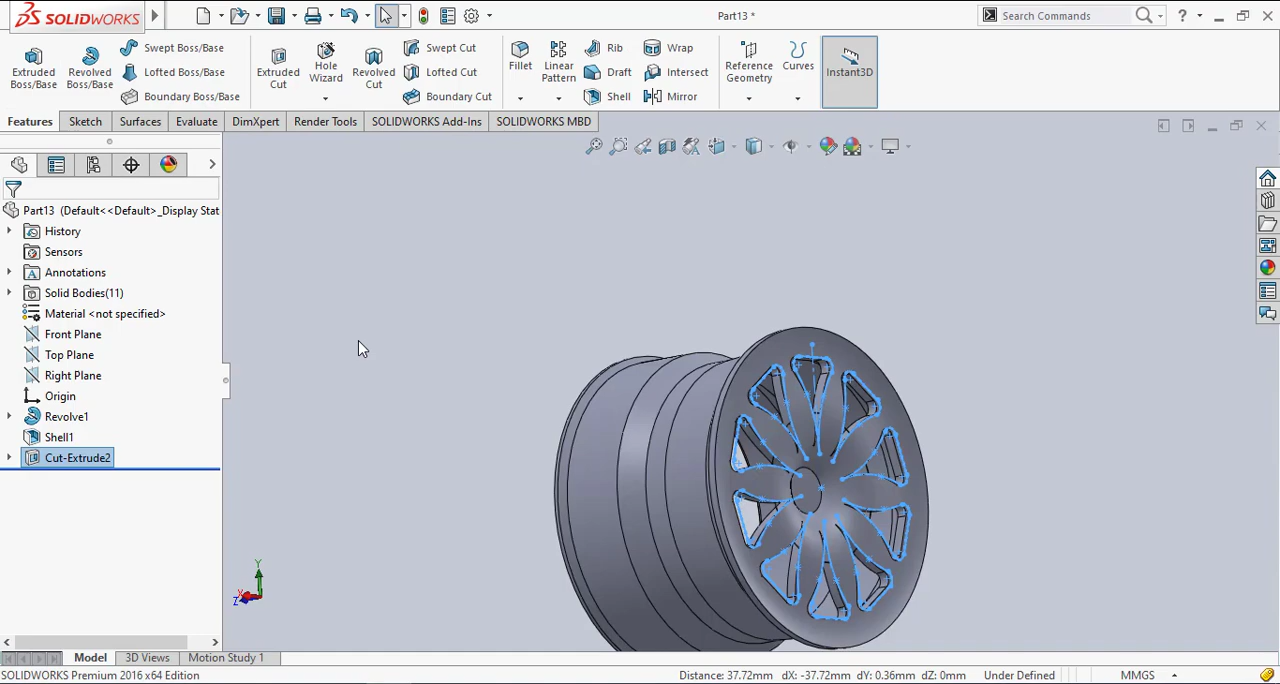 SOLIDWORKS
Part13 *
Search Commands
Extruded Boss/Base
Revolved Boss/Base
Swept Boss/Base
Lofted Boss/Base
Boundary Boss/Base
Extruded Cut
Hole Wizard
Revolved Cut
Swept Cut
Lofted Cut
Boundary Cut
Fillet
Linear Pattern
Rib
Draft
Shell
Wrap
Intersect
Mirror
Reference Geometry
Curves
Instant3D
Features
Sketch
Surfaces
Evaluate
DimXpert
Render Tools
SOLIDWORKS Add-Ins
SOLIDWORKS MBD
Part13 (Default<<Default>_Display Stat
History
Sensors
Annotations
Solid Bodies(11)
Material <not specified>
Front Plane
Top Plane
Right Plane
Origin
Revolve1
Shell1
Cut-Extrude2
Y
X
Z
Model
3D Views
Motion Study 1
SOLIDWORKS Premium 2016 x64 Edition
Distance: 37.72mm dX: -37.72mm dY: 0.36mm dZ: 0mm
Under Defined
MMGS